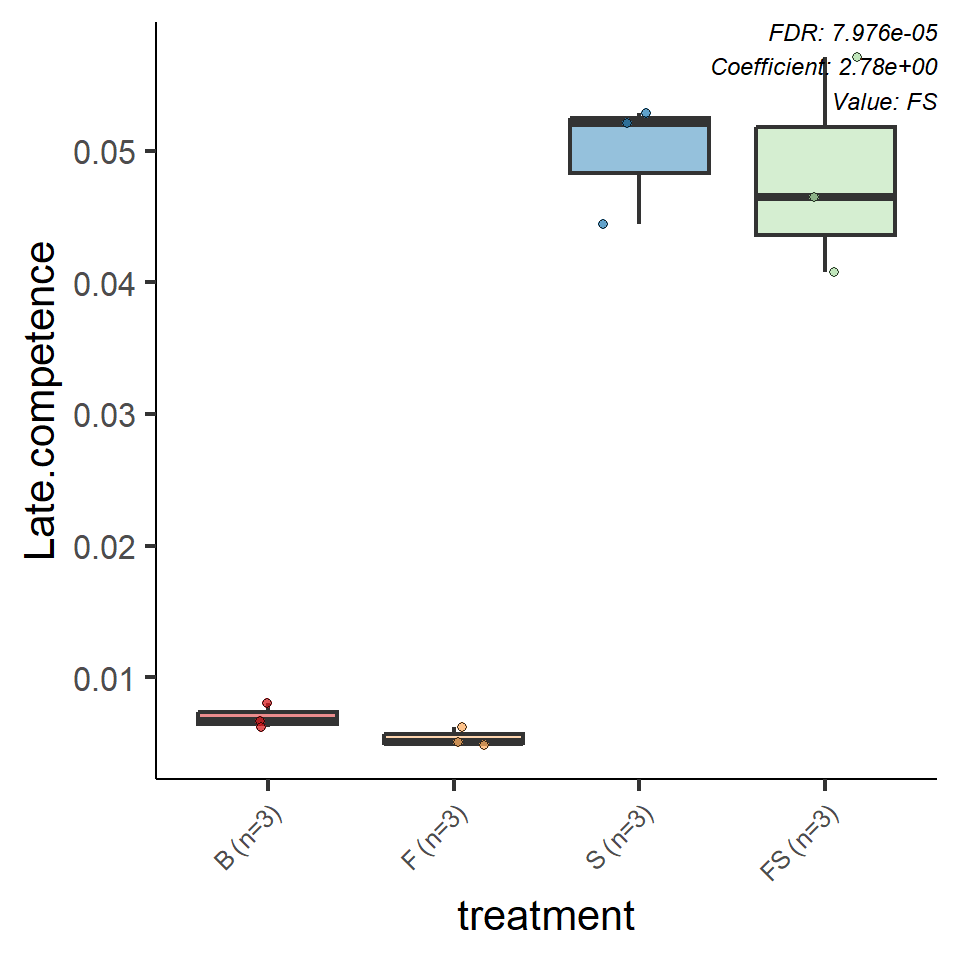 FDR: 7.976e-05
Coefficient: 2.78e+00
Value: FS
Late.competence
0.05
0.04
0.03
0.02
0.01
B (n=3)
F (n=3)
S (n=3)
FS (n=3)
treatment